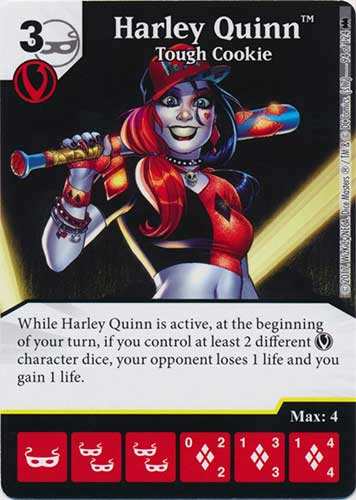 3
Harley Quinn™
Tough Cookie
While Harley Quinn is active, at the beginning
of your turn, if you control at least 2 different
character dice, your opponent loses 1 life and you
gain 1 life.
Max: 4
0 2 2
1 3 3
1 4 4